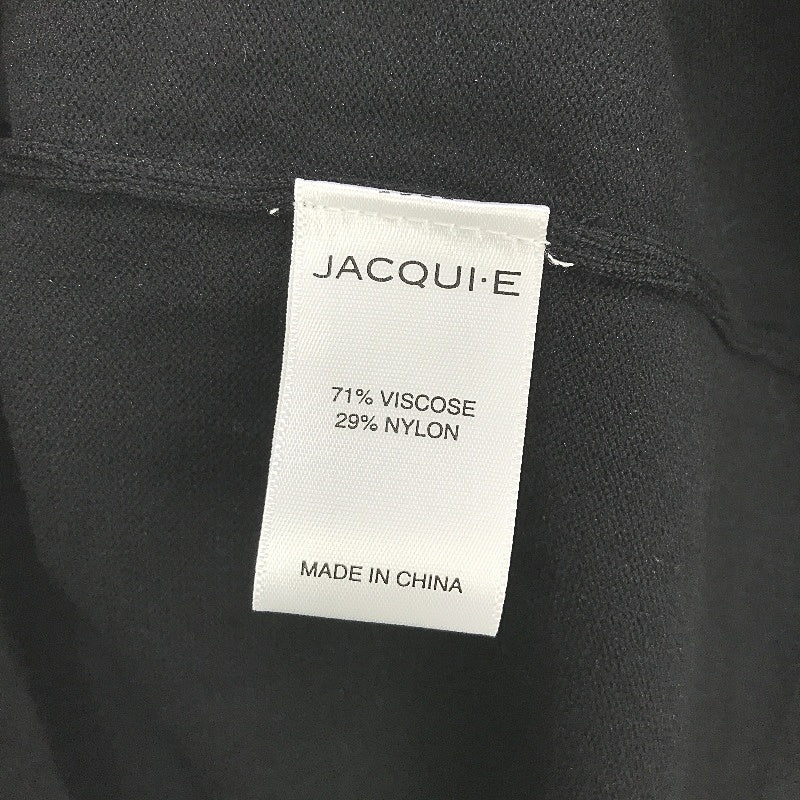 JACQUI·E
71% VISCOSE
29% NYLON
MADE IN CHINA